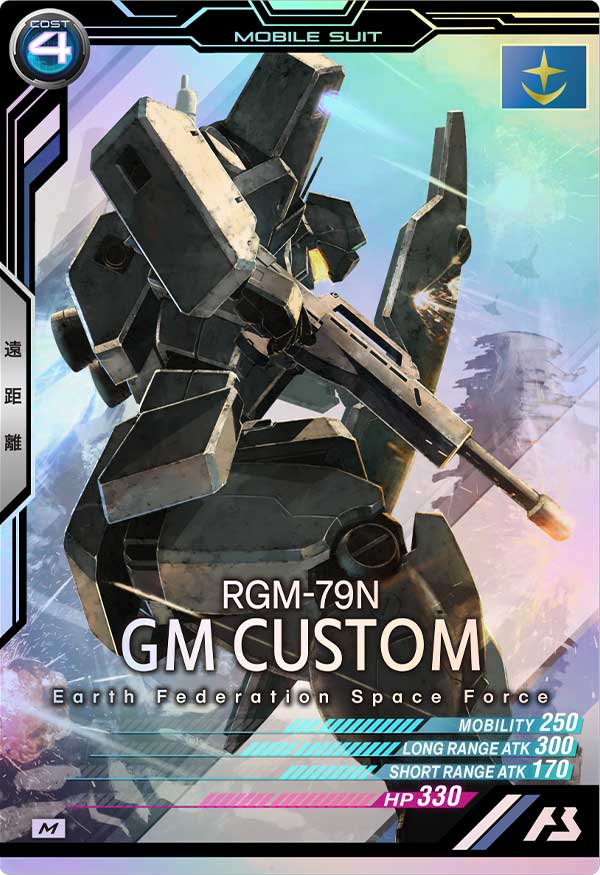 COST
4
MOBILE SUIT
遠距離
RGM-79N
GM CUSTOM
Earth Federation Space Force
MOBILITY 250
LONG RANGE ATK 300
SHORT RANGE ATK 170
HP 330
M